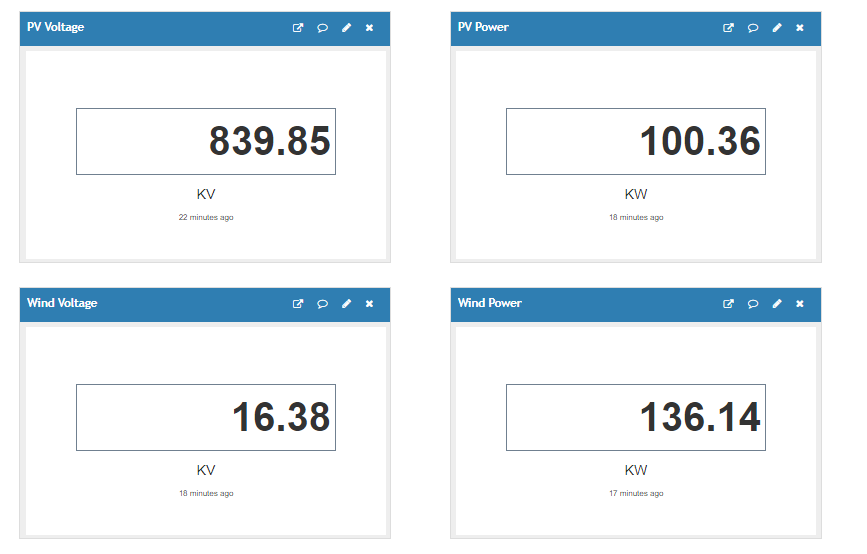 PV Voltage
839.85
KV
22 minutes ago
PV Power
100.36
KW
18 minutes ago
Wind Voltage
16.38
KV
18 minutes ago
Wind Power
136.14
KW
17 minutes ago